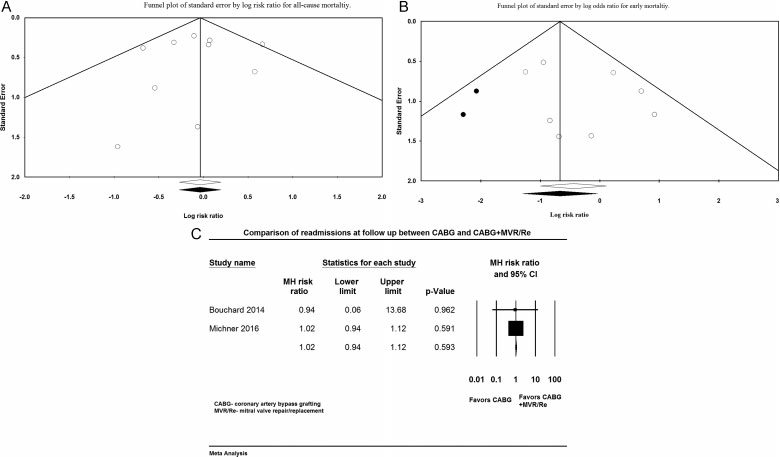 A
Funnel plot of standard error by log risk ratio for all-cause mortaltiy.
Standard Error
0.0
0.5
1.0
1.5
2.0
-2.0 -1.5 -1.0 -0.5 0.0 0.5 1.0 1.5 2.0
Log risk ratio
B
Funnel plot of standard error by log odds ratio for early mortaltiy.
Standard Error
0.0
0.5
1.0
1.5
2.0
-3 -2 -1 0 1 2 3
Log risk ratio
C
Comparison of readmissions at follow up between CABG and CABG+MVR/Re
Study name Statistics for each study MH risk ratio
and 95% CI
MH risk Lower Upper
ratio limit limit p-Value
Bouchard 2014 0.94 0.06 13.68 0.962
Michner 2016 1.02 0.94 1.12 0.591
1.02 0.94 1.12 0.593
0.01 0.1 1 10 100
Favors CABG Favors CABG
+MVR/Re
CABG- coronary artery bypass grafting
MVR/Re- mitral valve repair/replacement
Meta Analysis